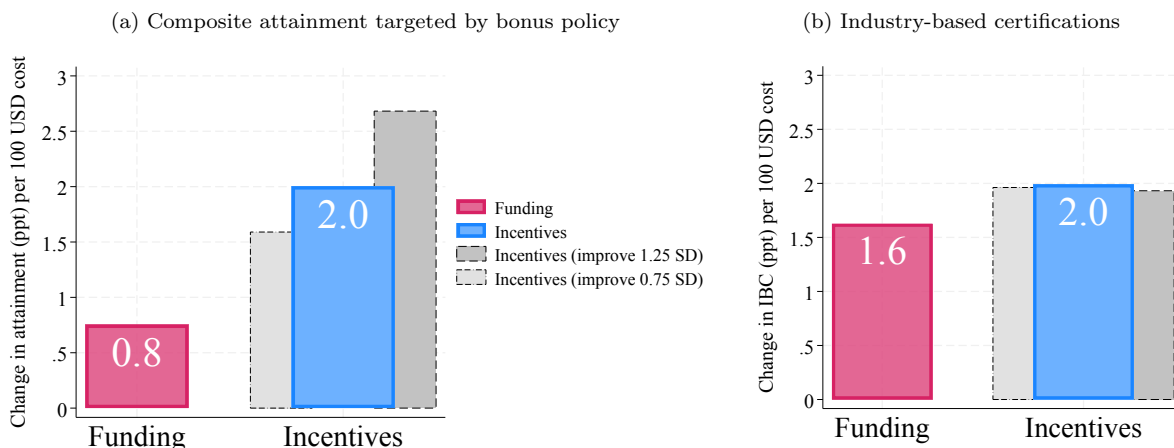 (a) Composite attainment targeted by bonus policy
Change in attainment (ppt) per 100 USD cost
3
2.5
2
1.5
1
.5
0
0.8
2.0
Funding
Incentives
Funding
Incentives
Incentives (improve 1.25 SD)
Incentives (improve 0.75 SD)
(b) Industry-based certifications
Change in IBC (ppt) per 100 USD cost
3
2.5
2
1.5
1
.5
0
1.6
2.0
Funding
Incentives